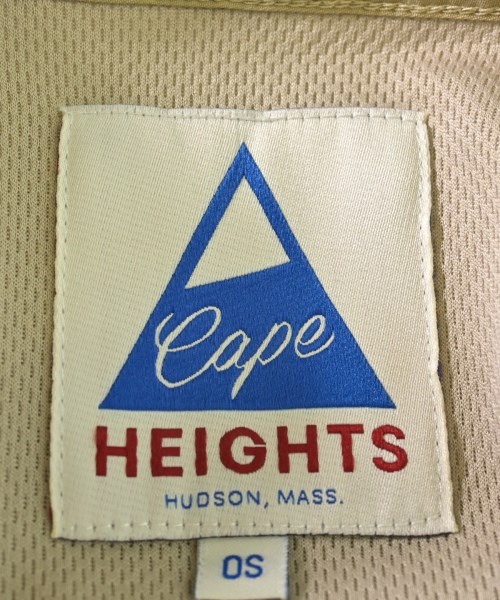 Cape
HEIGHTS
HUDSON, MASS.
OS